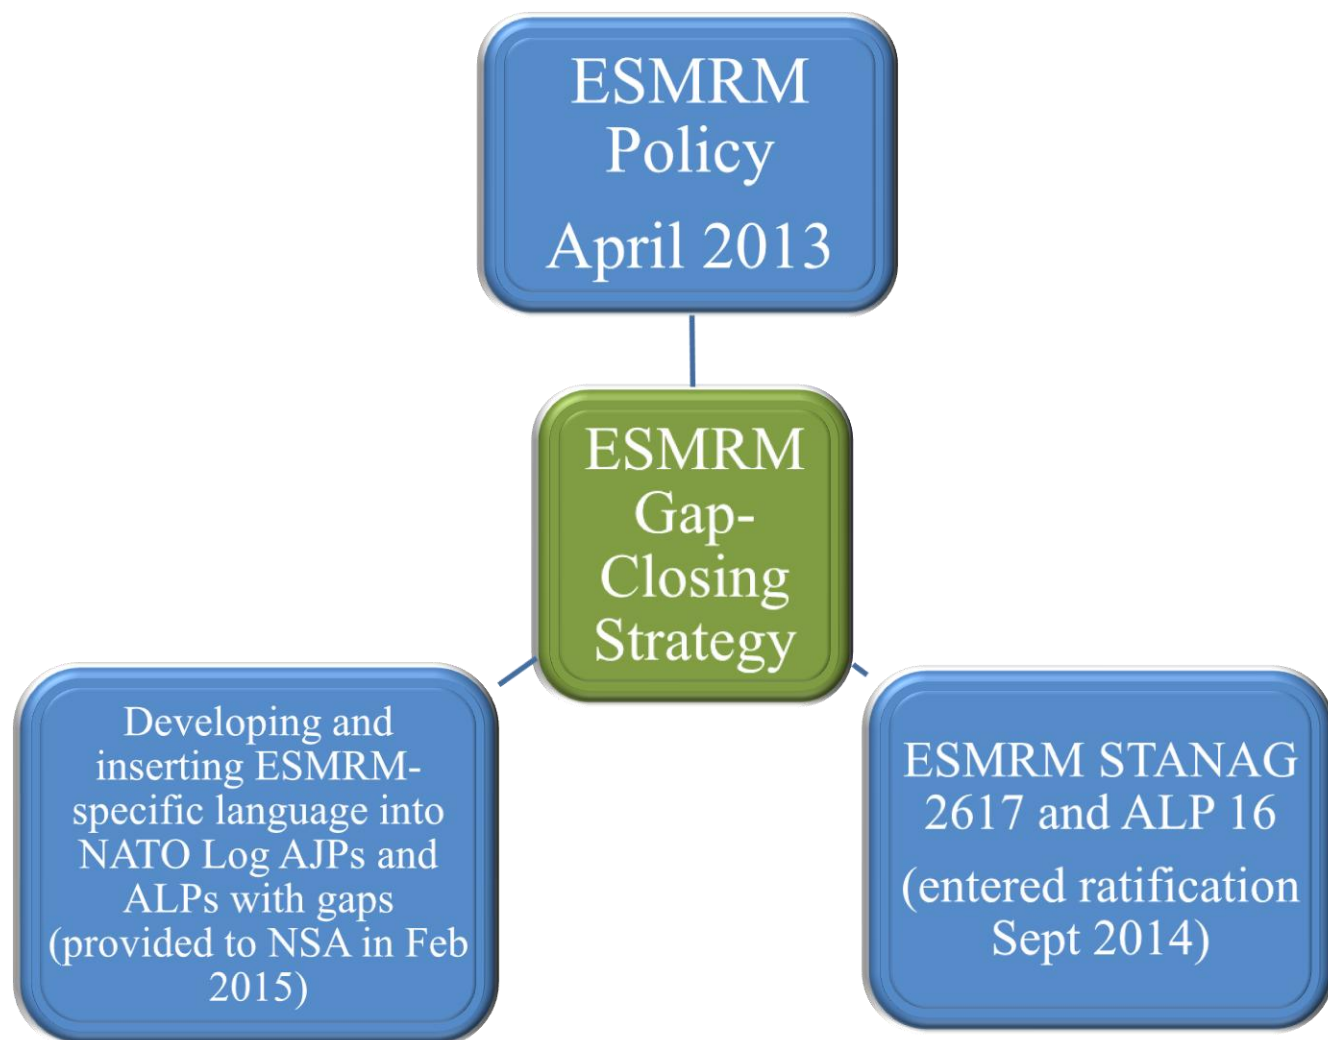 ESMRM
Policy
April 2013
ESMRM
Gap-
Closing
Strategy
Developing and
inserting ESMRM-
specific language into
NATO Log AJPs and
ALPs with gaps
(provided to NSA in Feb
2015)
ESMRM STANAG
2617 and ALP 16
(entered ratification
Sept 2014)